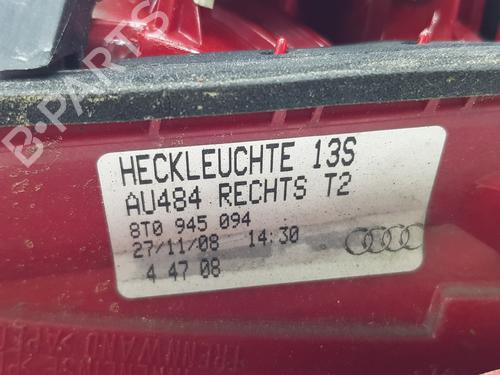 B-PARTS
HECKLEUCHTE 13S
AU484 RECHTS T2
8T0 945 094
27/11/08 14:30
4 47 08